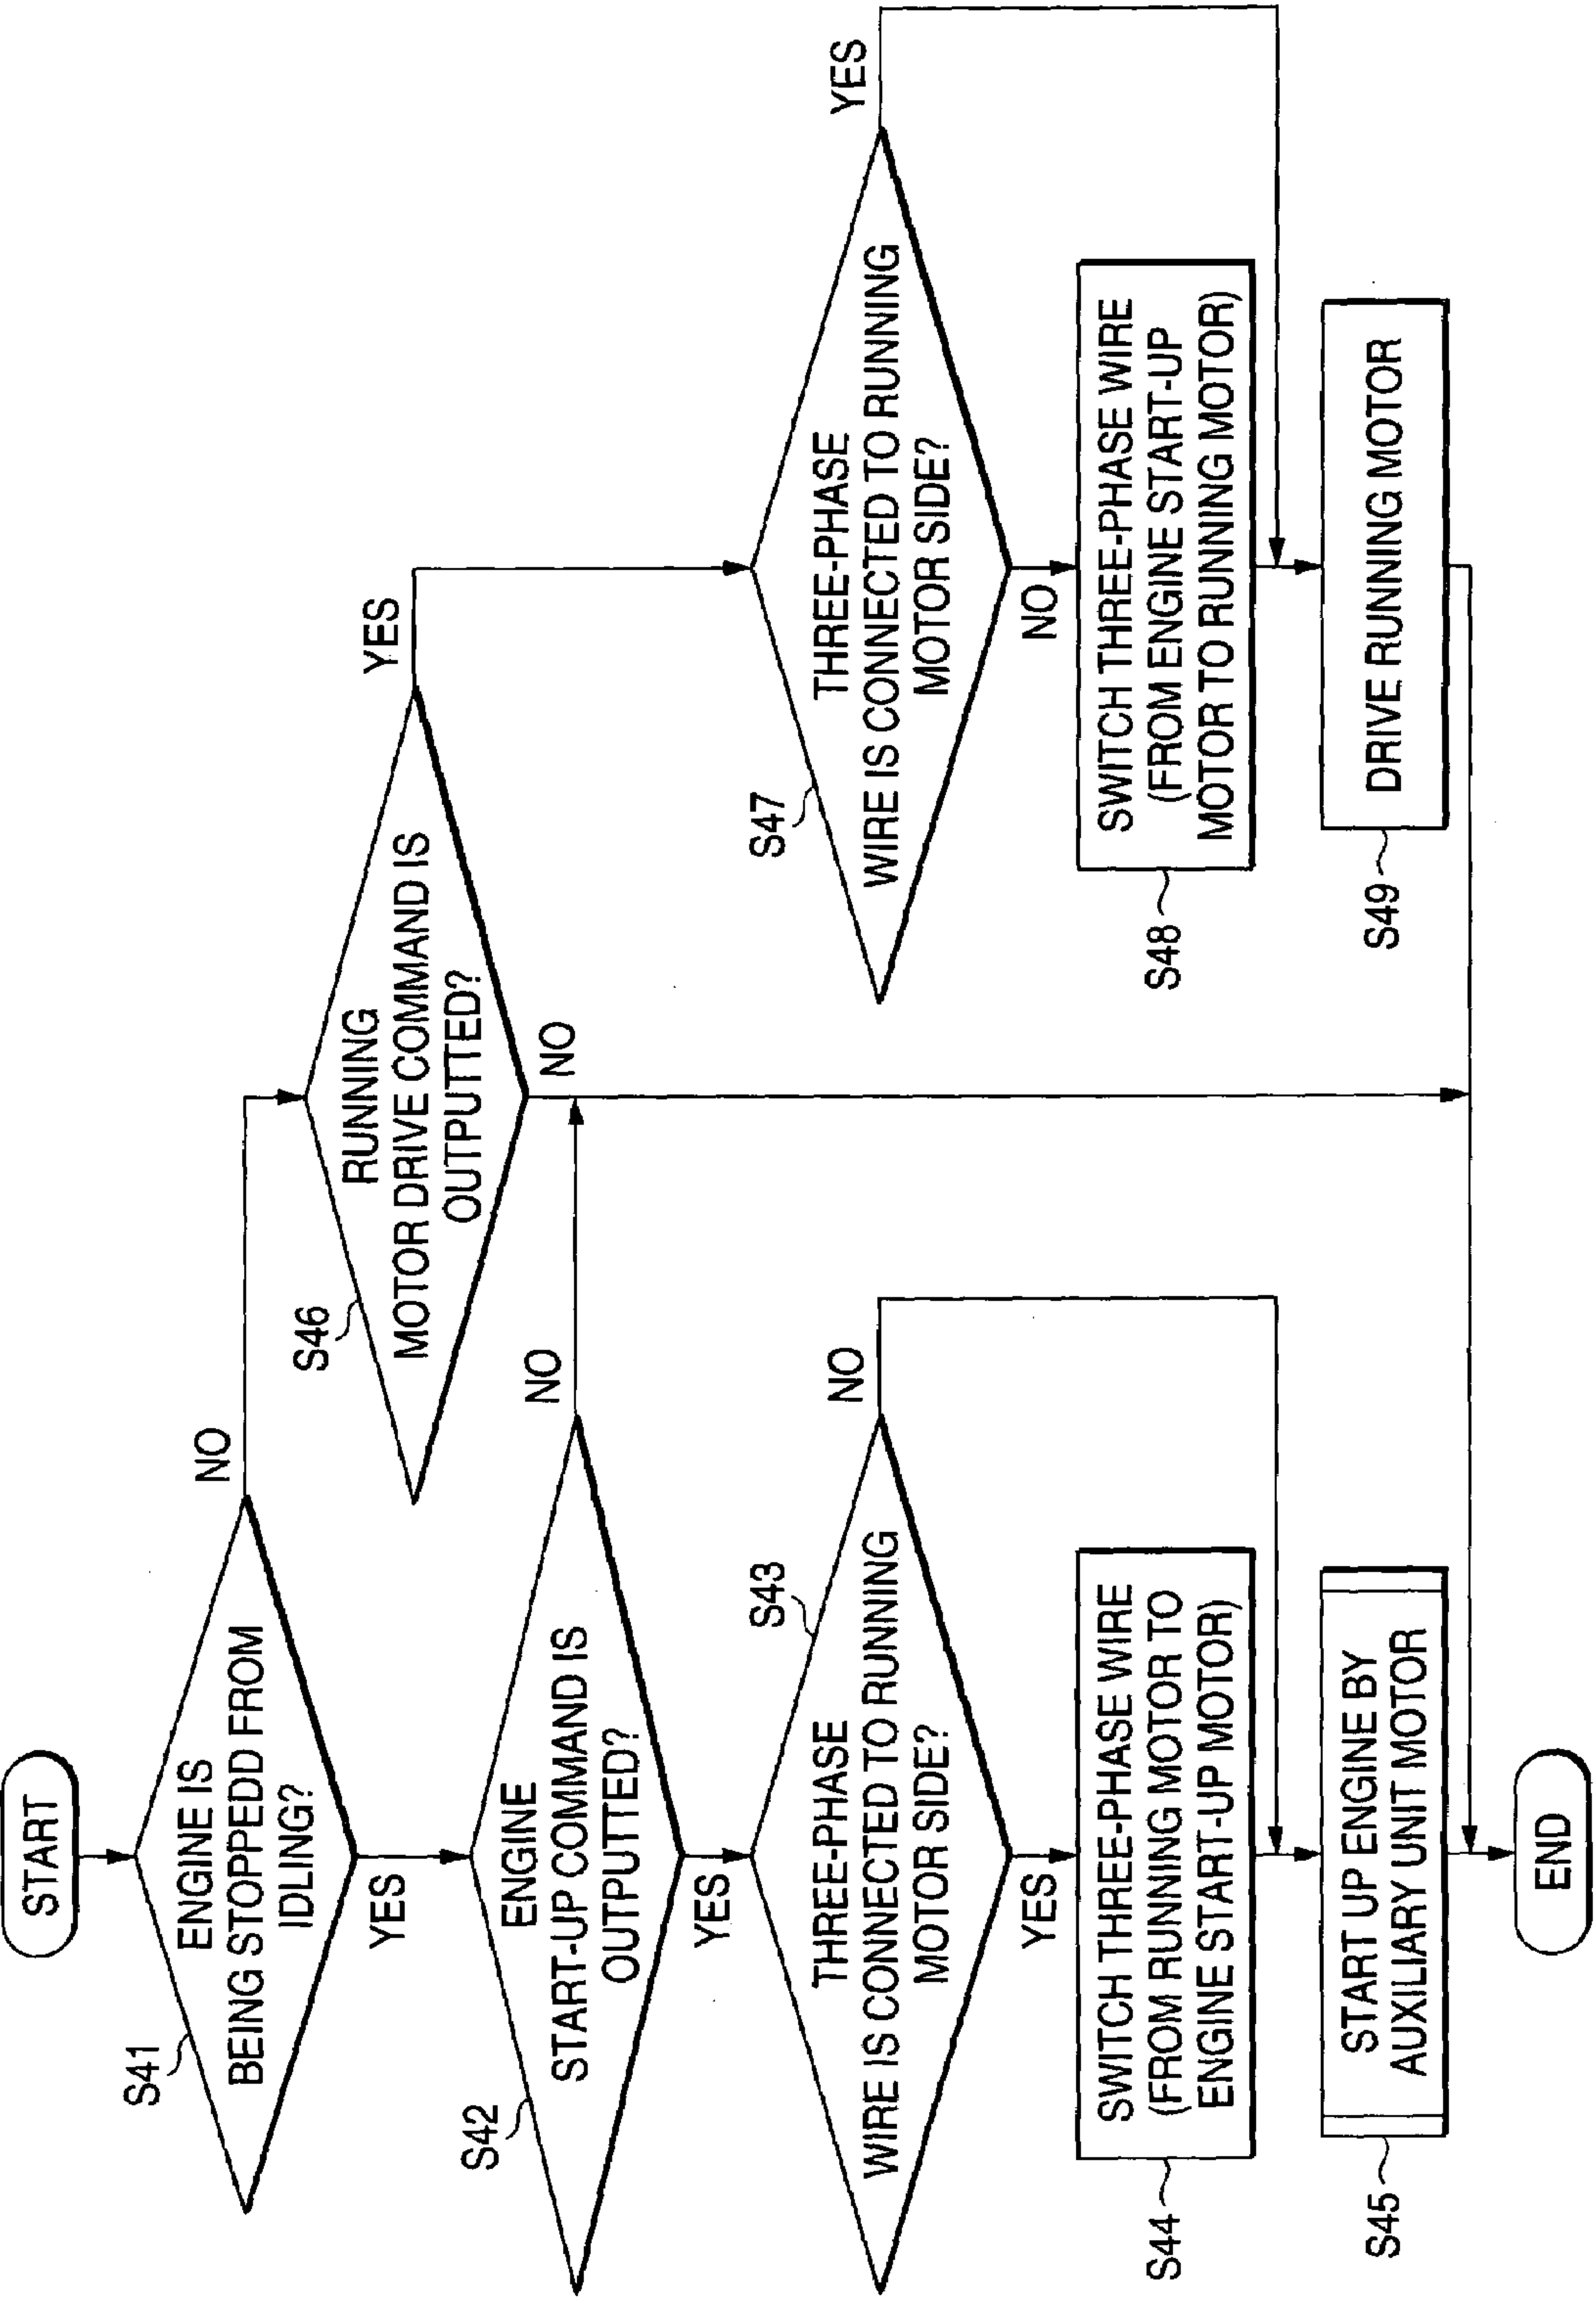 START
S41
ENGINE IS
BEING STOPPEDD FROM
IDLING?
NO
YES
S42
ENGINE
START-UP COMMAND IS
OUTPUTTED?
NO
YES
S43
THREE-PHASE
WIRE IS CONNECTED TO RUNNING
MOTOR SIDE?
NO
YES
S44
SWITCH THREE-PHASE WIRE
(FROM RUNNING MOTOR TO
ENGINE START-UP MOTOR)
S45
START UP ENGINE BY
AUXILIARY UNIT MOTOR
END
S46
RUNNING
MOTOR DRIVE COMMAND IS
OUTPUTTED?
YES
NO
S47
THREE-PHASE
WIRE IS CONNECTED TO RUNNING
MOTOR SIDE?
YES
NO
S48
SWITCH THREE-PHASE WIRE
(FROM ENGINE START-UP
MOTOR TO RUNNING MOTOR)
S49
DRIVE RUNNING MOTOR